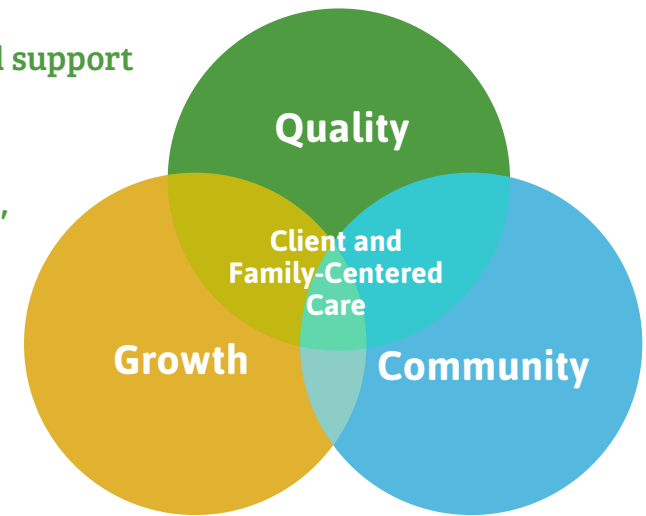 support
,
Quality
Client and
Family-Centered
Care
Growth
Community